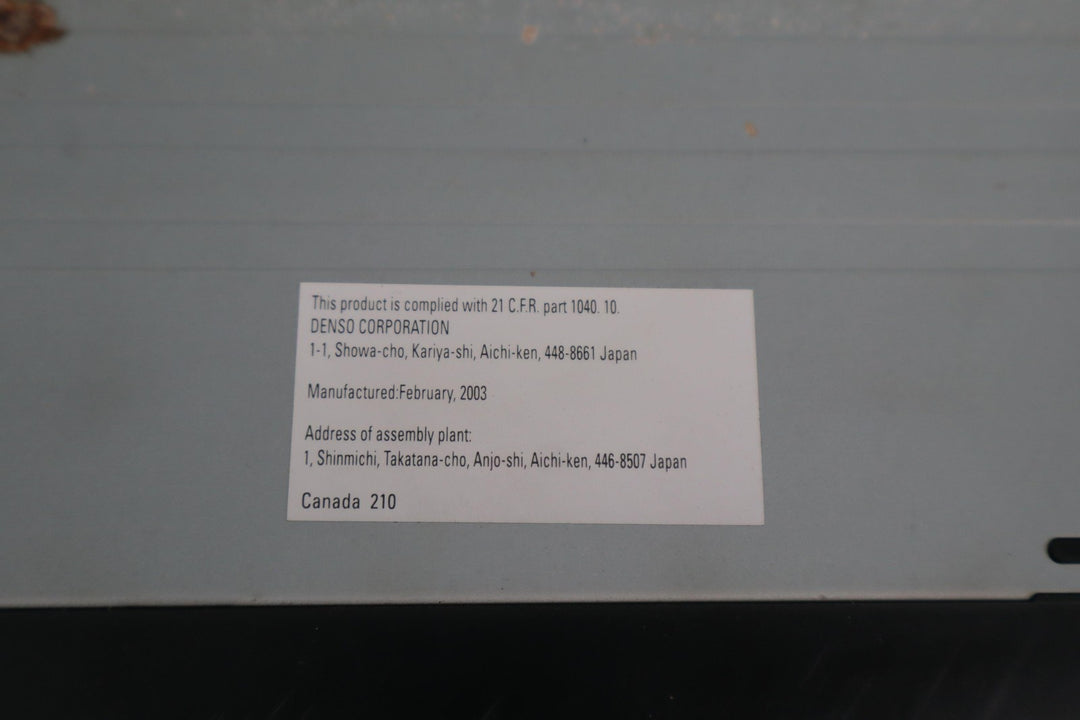 This product is complied with 21 C.F.R. part 1040. 10.
DENSO CORPORATION
1-1, Showa-cho, Kariya-shi, Aichi-ken, 448-8661 Japan
Manufactured:February, 2003
Address of assembly plant:
1, Shinmichi, Takatana-cho, Anjo-shi, Aichi-ken, 446-8507 Japan
Canada 210